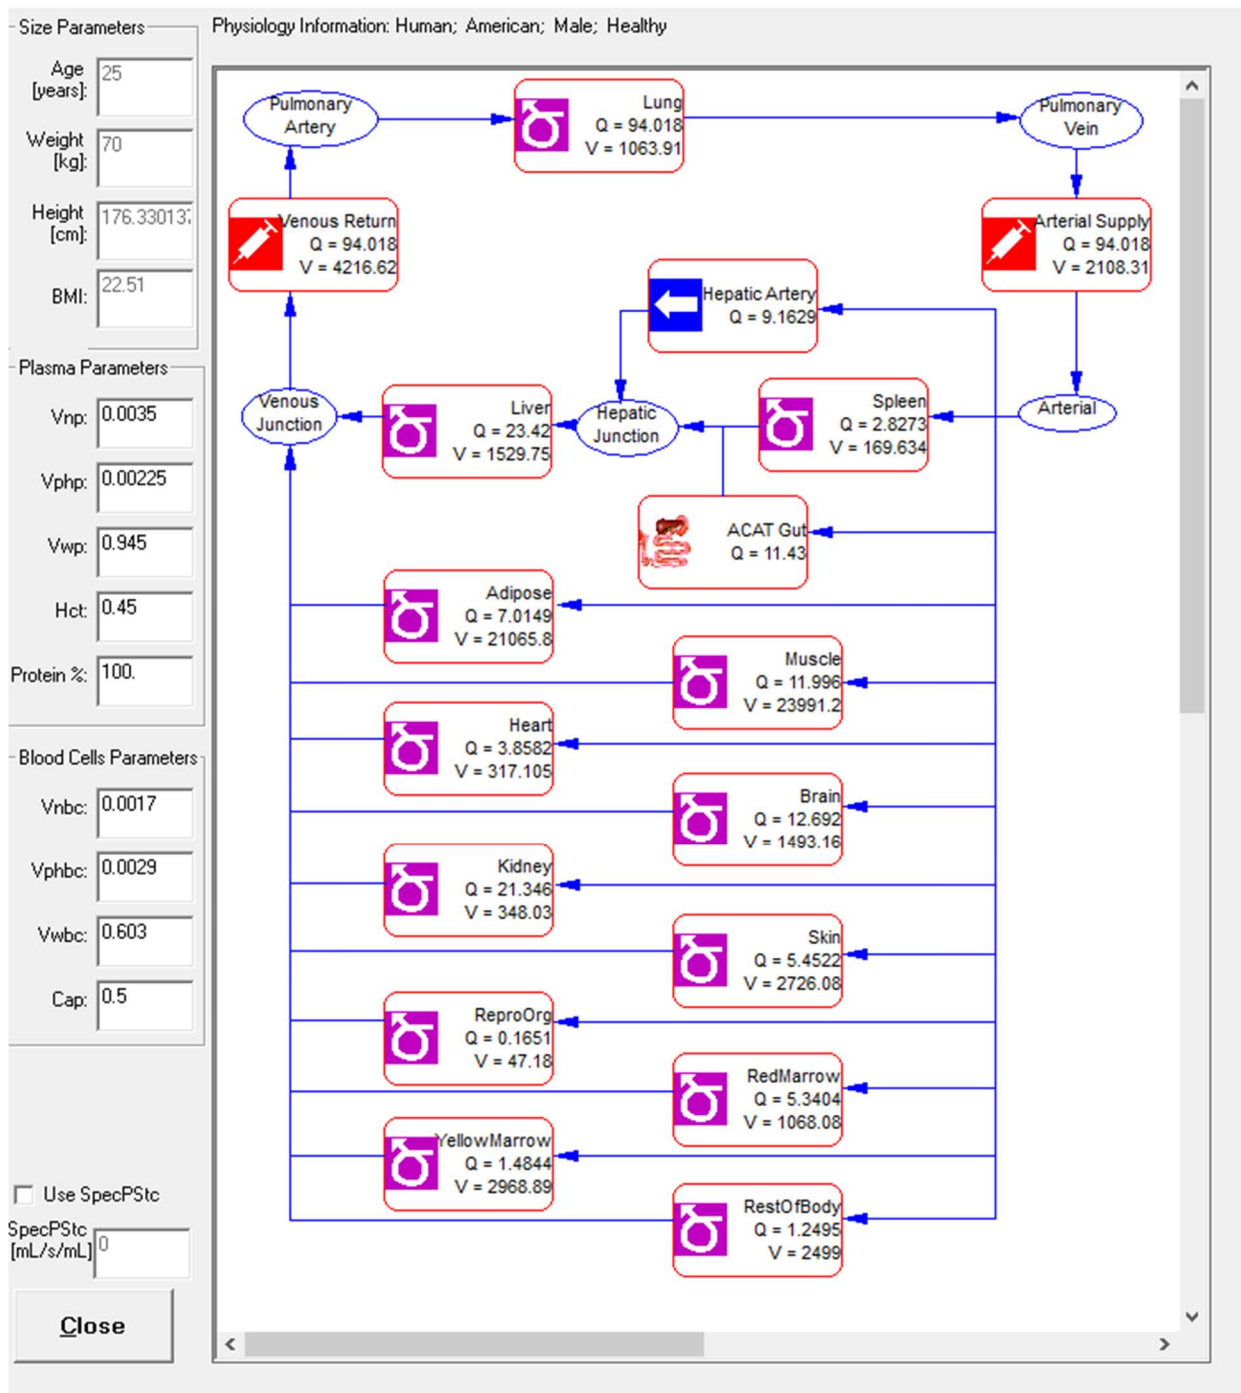 Size Parameters
Age
[years]:
25
Weight
[kg]:
70
Height
[cm]:
176.330137
BMI:
22.51
Plasma Parameters
Vnp:
0.0035
Vphp:
0.00225
Vwp:
0.945
Hct:
0.45
Protein %:
100.
Blood Cells Parameters
Vnbc:
0.0017
Vphbc:
0.0029
Vwbc:
0.603
Cap:
0.5
Use SpecPStc
SpecPStc
[mL/s/mL]
0
Close
Physiology Information: Human; American; Male; Healthy
Pulmonary
Artery
Lung
Q = 94.018
V = 1063.91
Pulmonary
Vein
Venous Return
Q = 94.018
V = 4216.62
Arterial Supply
Q = 94.018
V = 2108.31
Hepatic Artery
Q = 9.1629
Venous
Junction
Liver
Q = 23.42
V = 1529.75
Hepatic
Junction
Spleen
Q = 2.8273
V = 169.634
Arterial
ACAT Gut
Q = 11.43
Adipose
Q = 7.0149
V = 21065.8
Muscle
Q = 11.996
V = 23991.2
Heart
Q = 3.8582
V = 317.105
Brain
Q = 12.692
V = 1493.16
Kidney
Q = 21.346
V = 348.03
Skin
Q = 5.4522
V = 2726.08
ReproOrg
Q = 0.1651
V = 47.18
RedMarrow
Q = 5.3404
V = 1068.08
YellowMarrow
Q = 1.4844
V = 2968.89
RestOfBody
Q = 1.2495
V = 2499